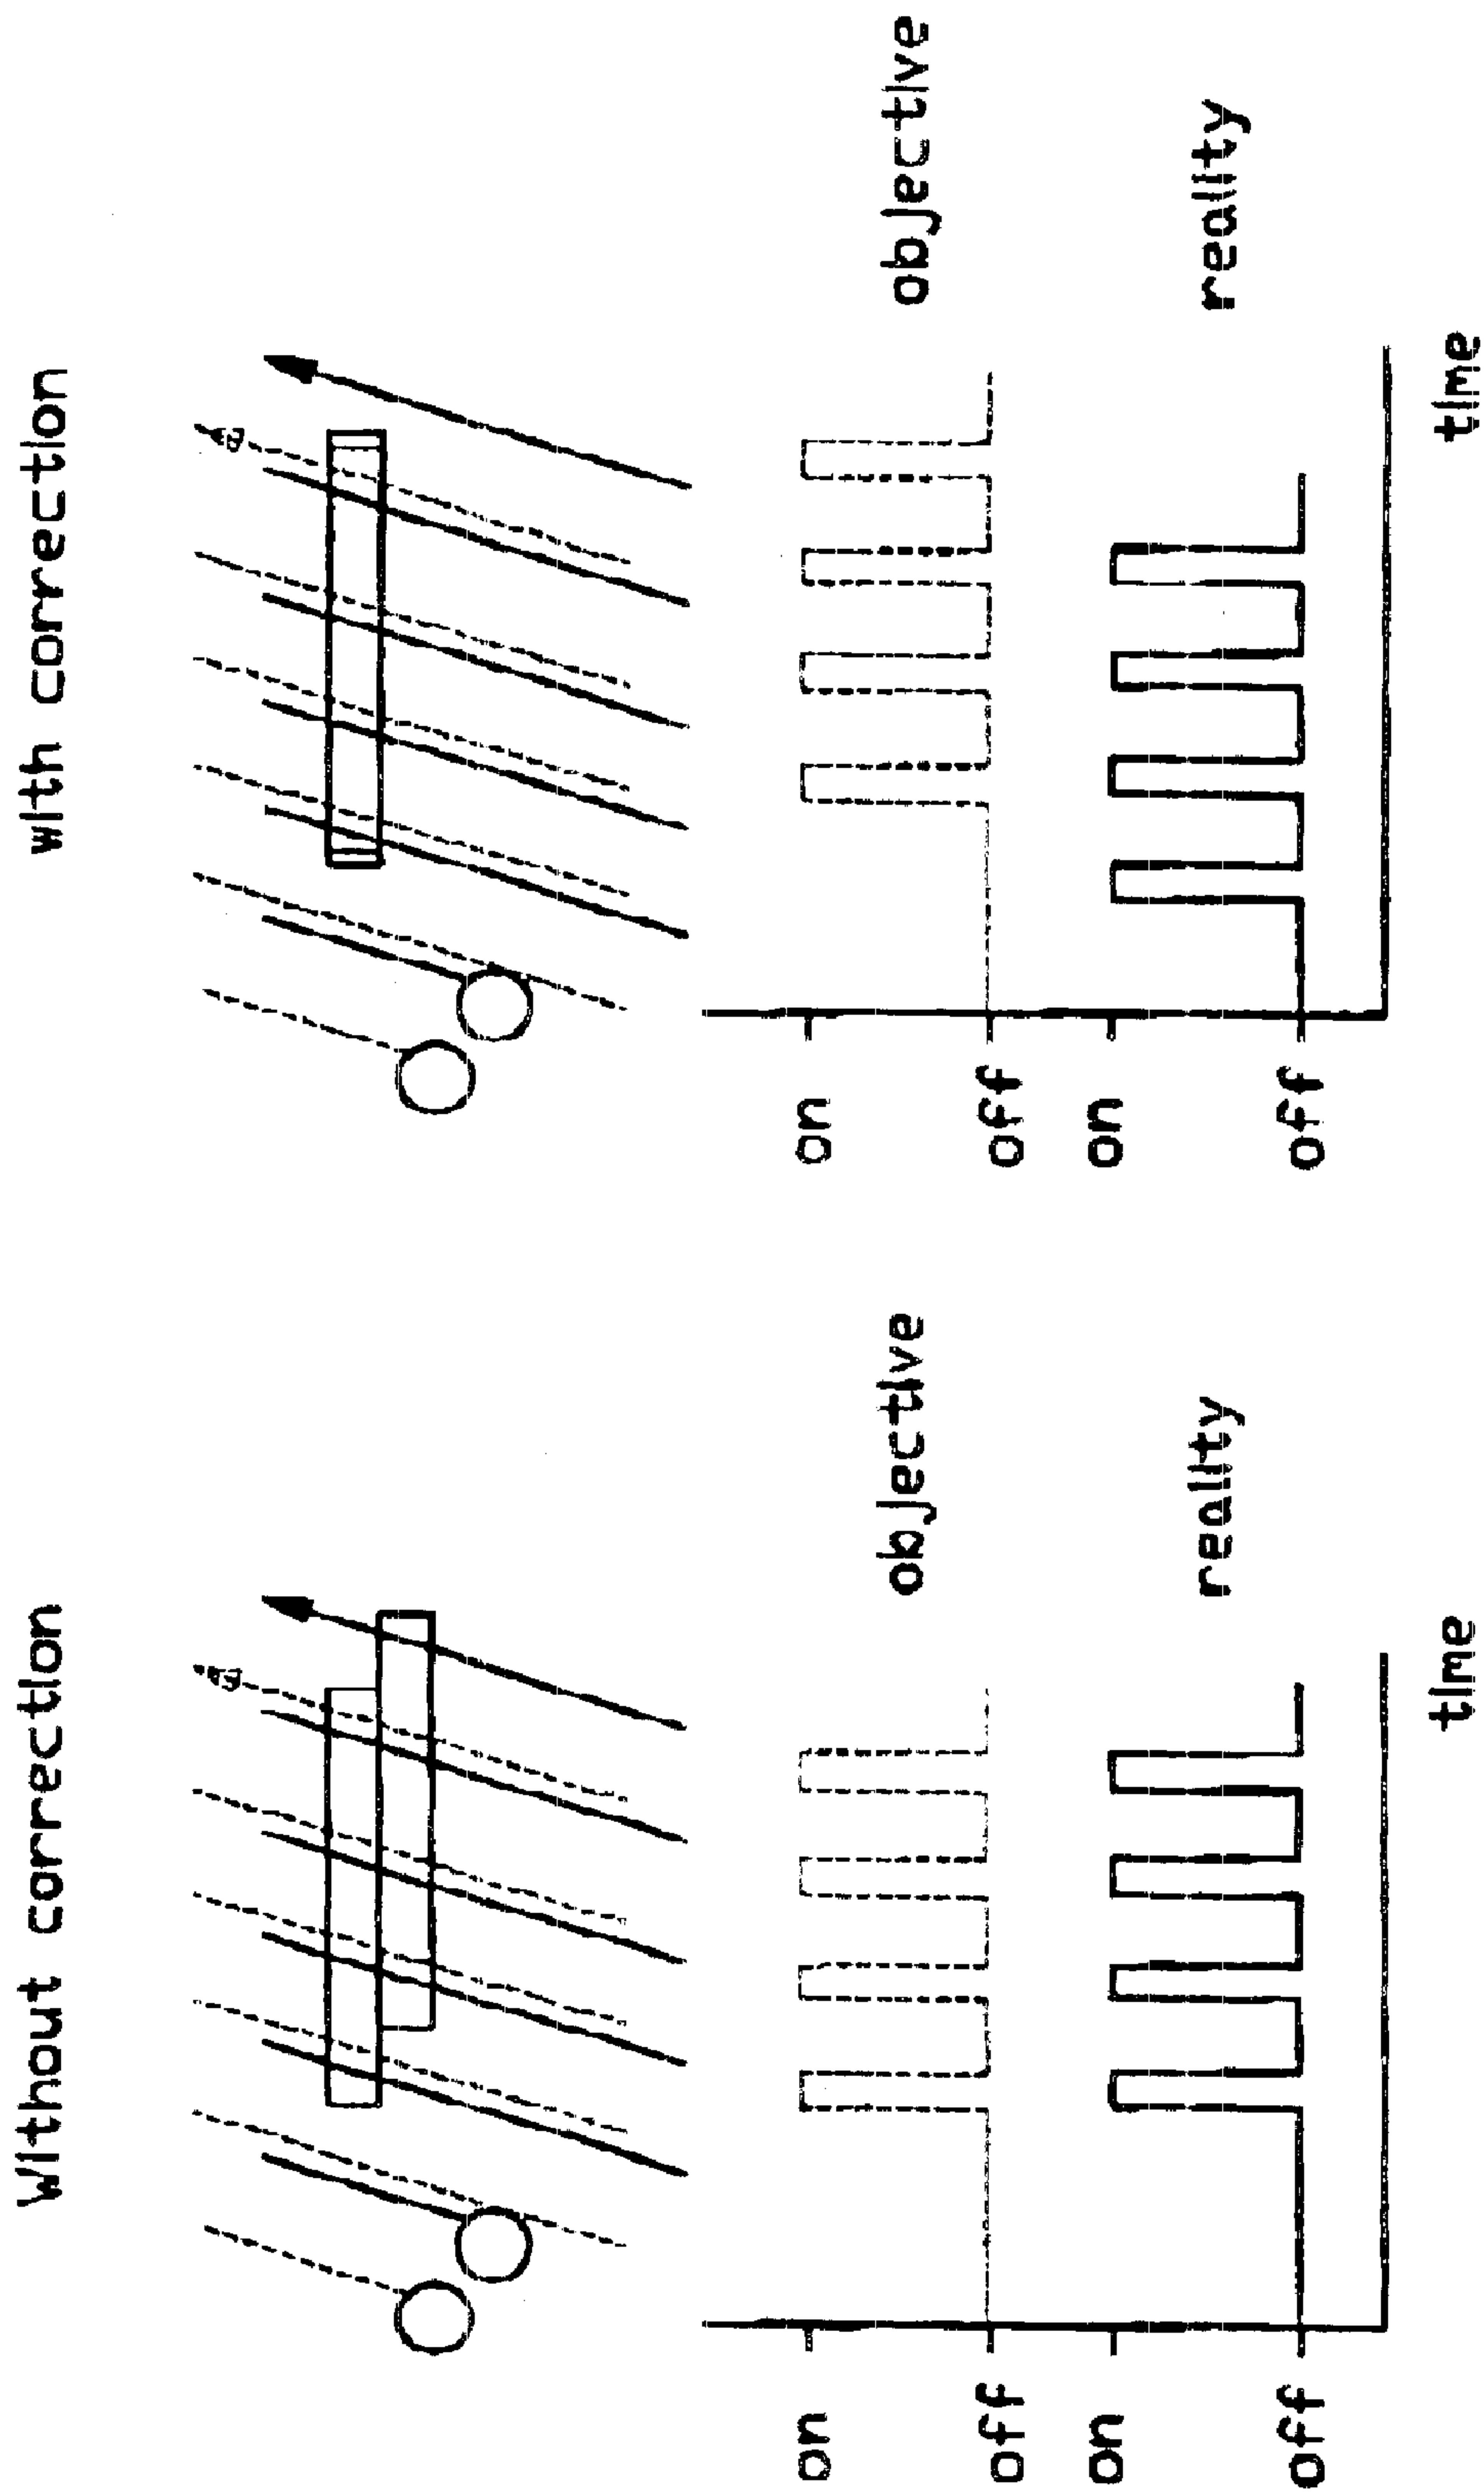 Without correction
on
off
objective
on
off
reality
time
with correction
on
off
objective
on
off
reality
time